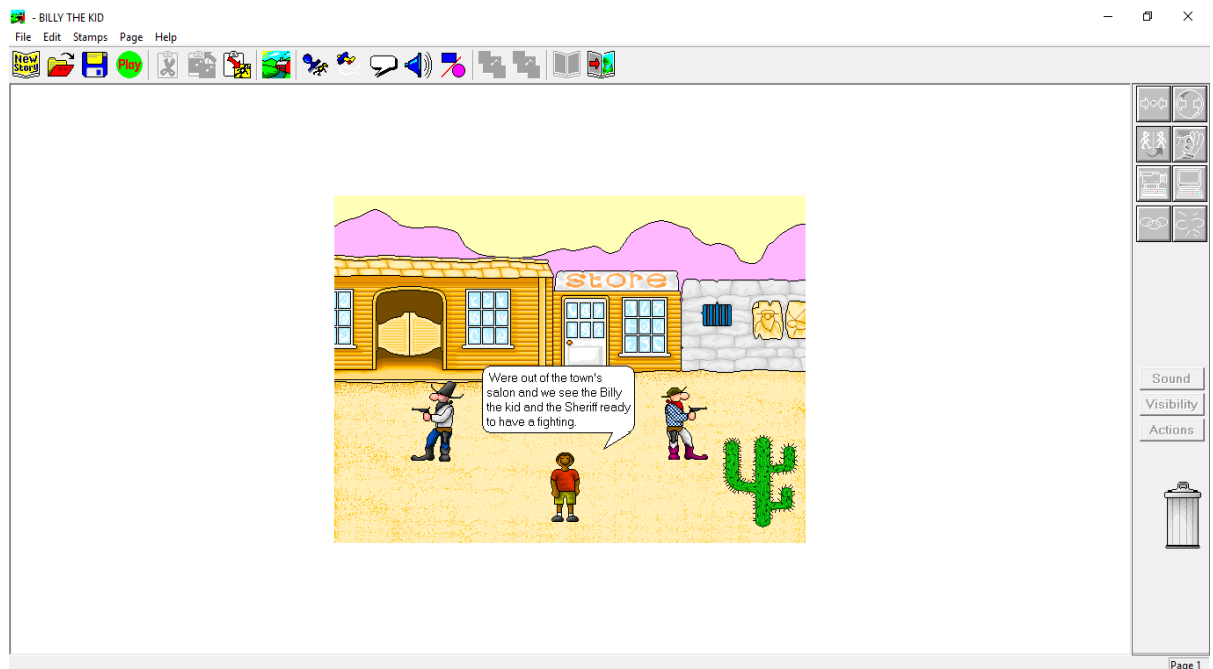 - BILLY THE KID
File Edit Stamps Page Help
New Story Play
store
Were out of the town's
salon and we see the Billy
the kid and the Sheriff ready
to have a fighting.
Sound
Visibility
Actions
Page 1